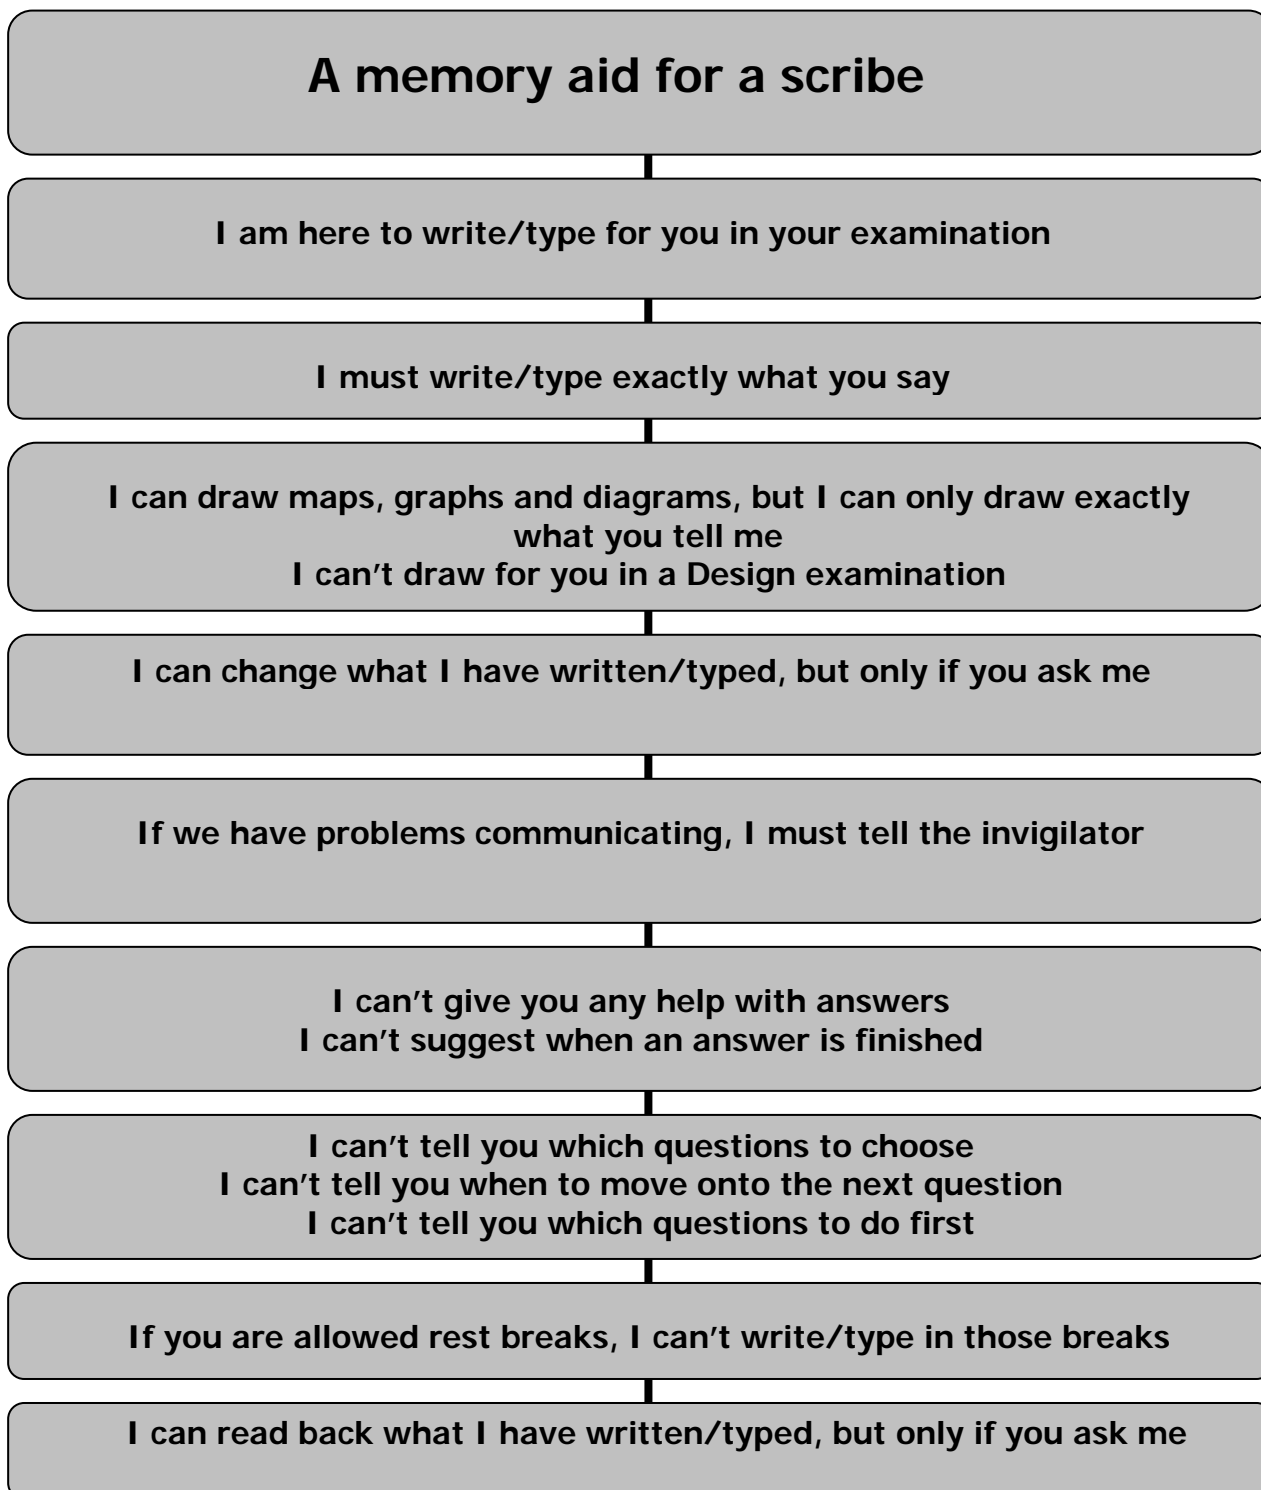 A memory aid for a scribe
I am here to write/type for you in your examination
I must write/type exactly what you say
I can draw maps, graphs and diagrams, but I can only draw exactly
what you tell me
I can't draw for you in a Design examination
I can change what I have written/typed, but only if you ask me
If we have problems communicating, I must tell the invigilator
I can't give you any help with answers
I can't suggest when an answer is finished
I can't tell you which questions to choose
I can't tell you when to move onto the next question
I can't tell you which questions to do first
If you are allowed rest breaks, I can't write/type in those breaks
I can read back what I have written/typed, but only if you ask me